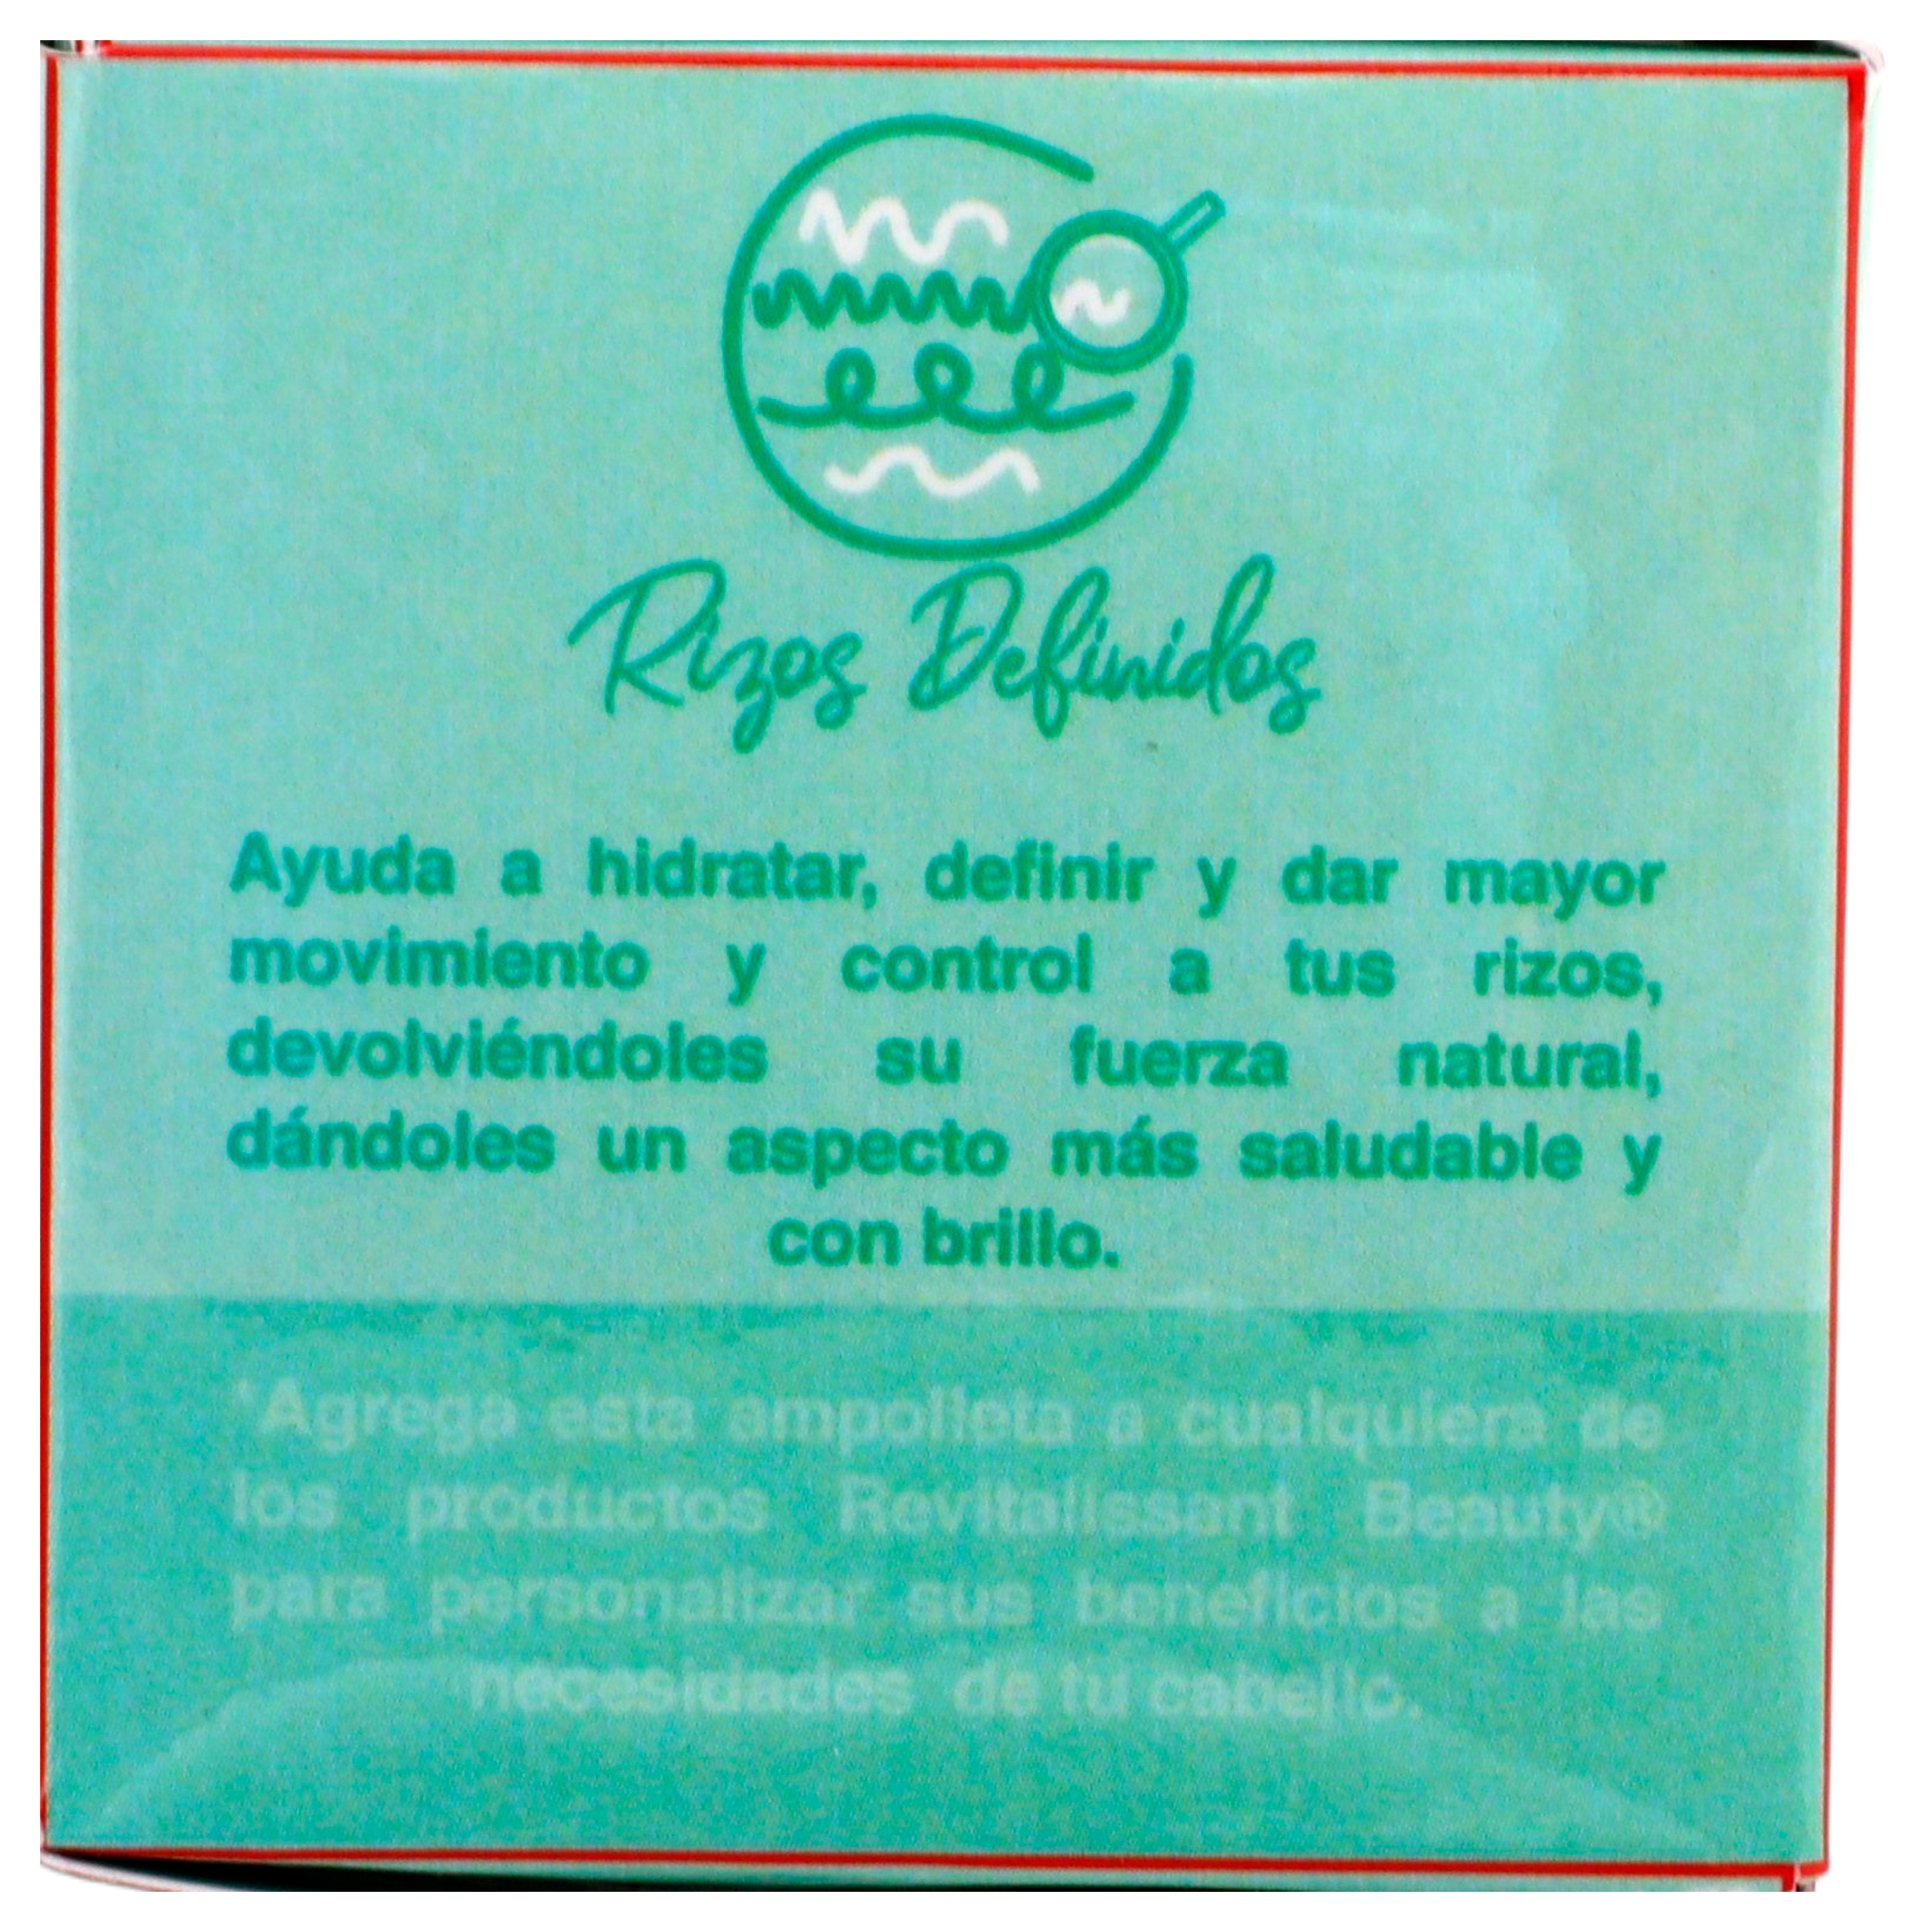 Rizos Definidos
Ayuda a hidratar, definir y dar mayor
movimiento y control a tus rizos,
devolviéndoles su fuerza natural,
dándoles un aspecto más saludable y
con brillo.
*Agrega esta ampolleta a cualquiera de
los productos Revitalissant Beauty®
para personalizar sus beneficios a las
necesidades de tu cabello.